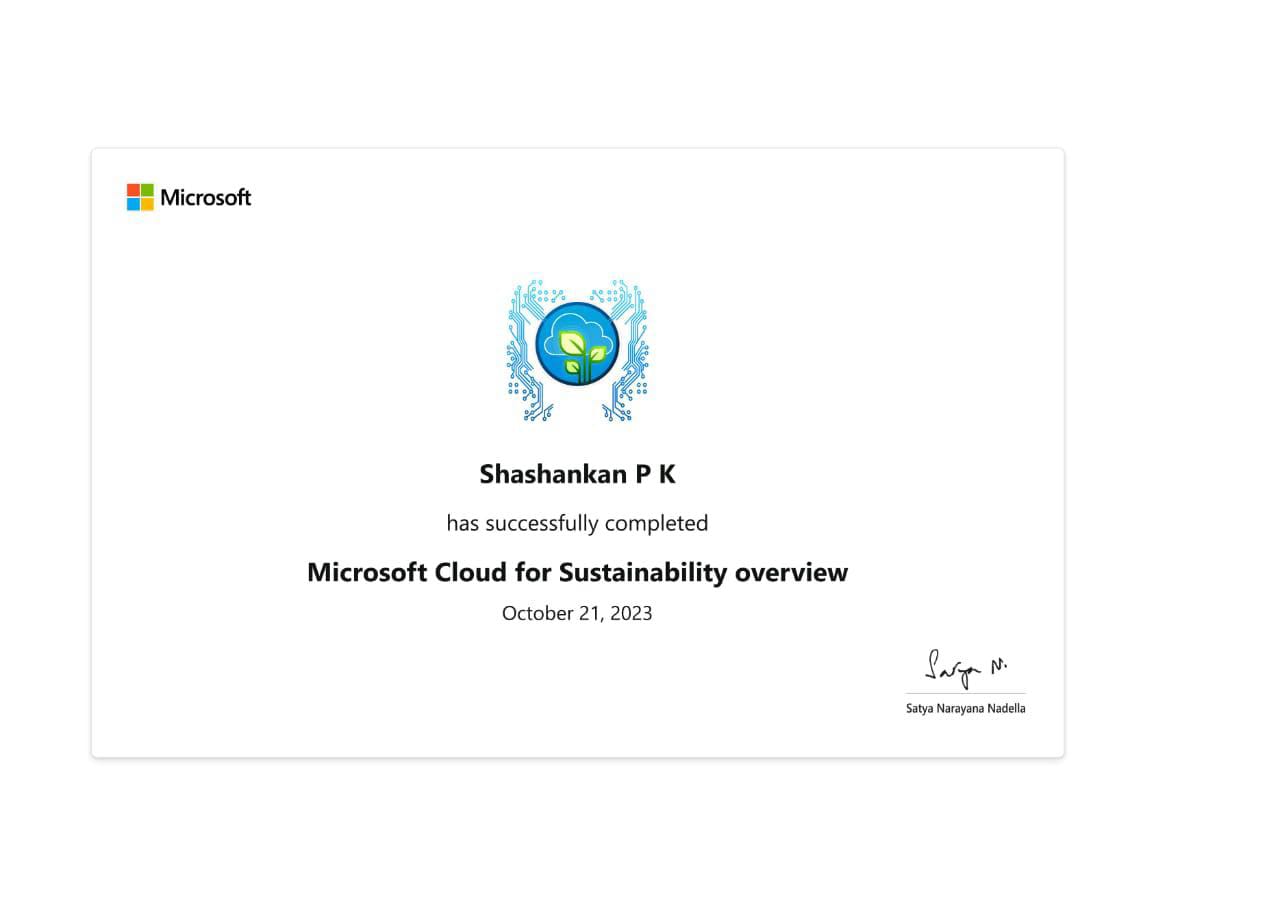 Microsoft
Shashankan P K
has successfully completed
Microsoft Cloud for Sustainability overview
October 21, 2023
Satya N.
Satya Narayana Nadella